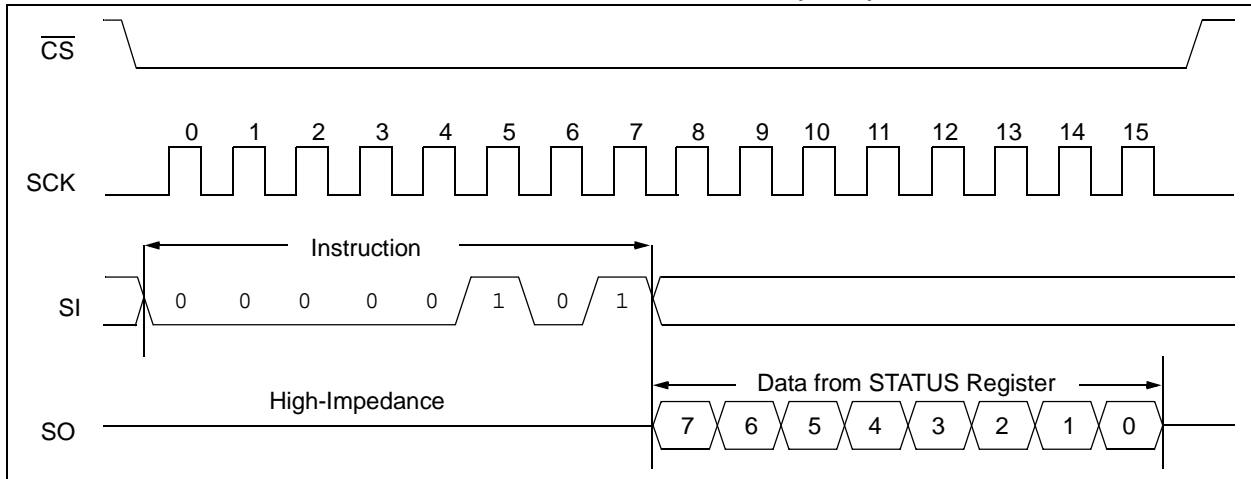 CS
0 1 2 3 4 5 6 7 8 9 10 11 12 13 14 15
SCK
Instruction
SI 0 0 0 0 0 1 0 1
Data from STATUS Register
High-Impedance
SO 7 6 5 4 3 2 1 0